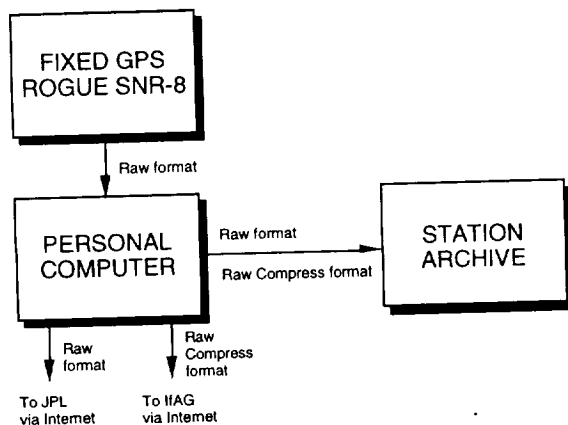 FIXED GPS
ROGUE SNR-8
Raw format
PERSONAL
COMPUTER
Raw format
Raw Compress format
STATION
ARCHIVE
Raw
format
Raw
Compress
format
To JPL
via Internet
To IfAG
via Internet